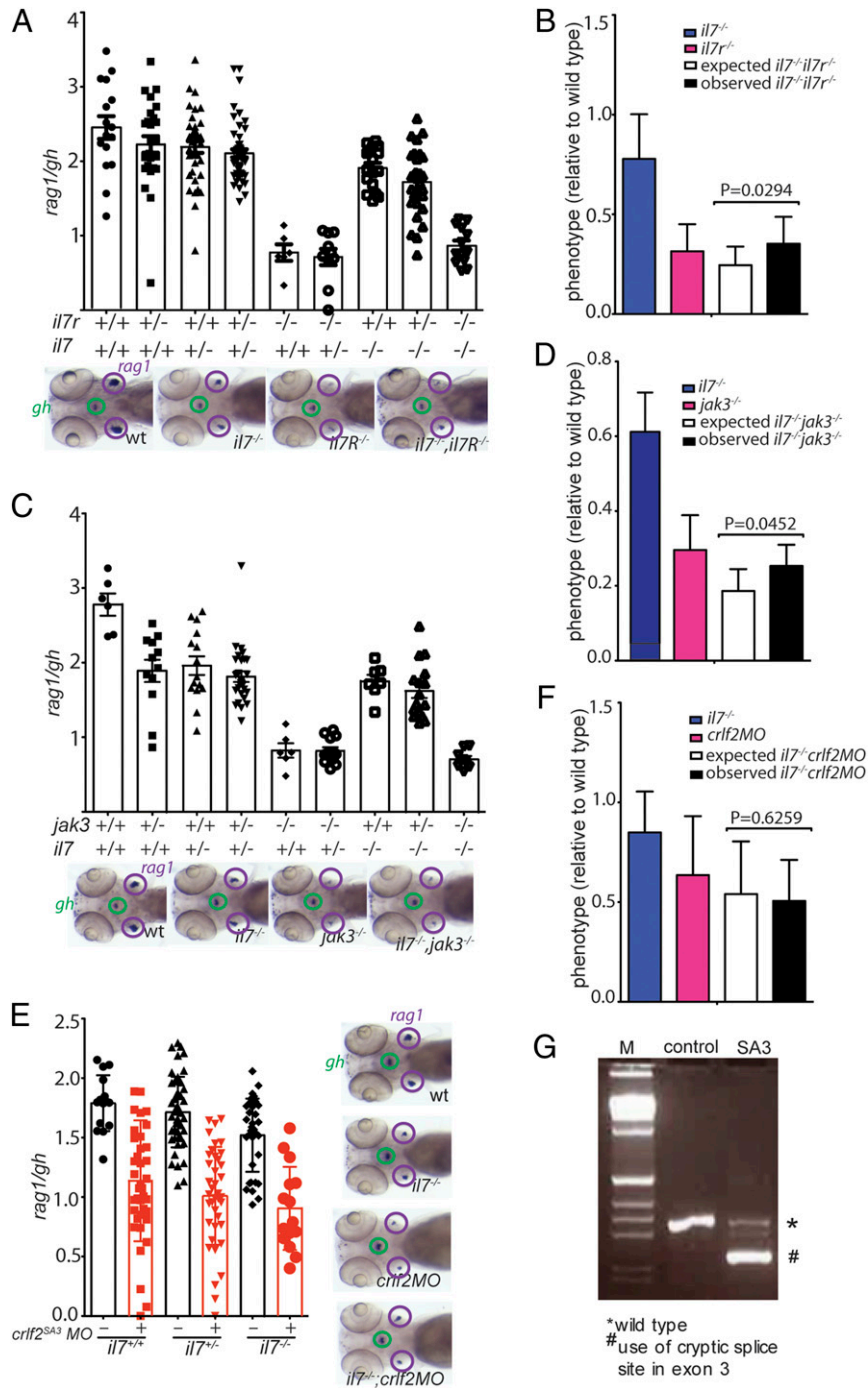 A
rag1/gh
4
3
2
1
0
il7r +/+ +/- +/+ +/- -/- -/- +/+ +/- -/-
il7 +/+ +/+ +/- +/- +/+ +/- -/- -/- -/-
rag1
gh
wt
il7-/-
il7R-/-
il7-/-,il7R-/-
B
phenotype (relative to wild type)
1.5
1.0
0.5
0.0
il7-/-
il7r-/-
expected il7-/-il7r-/-
observed il7-/-il7r-/-
P=0.0294
C
rag1/gh
4
3
2
1
jak3 +/+ +/- +/+ +/- -/- -/- +/+ +/- -/-
il7 +/+ +/+ +/- +/- +/+ +/- -/- -/- -/-
rag1
gh
wt
il7-/-
jak3-/-
il7-/-,jak3-/-
D
phenotype (relative to wild type)
0.8
0.6
0.4
0.2
0.0
il7-/-
jak3-/-
expected il7-/-jak3-/-
observed il7-/-jak3-/-
P=0.0452
E
rag1/gh
2.5
2.0
1.5
1.0
0.5
0.0
crlf2SA3 MO − + − + − +
il7+/+ il7+/- il7-/-
rag1
gh
wt
il7-/-
crlf2MO
il7-/-;crlf2MO
F
phenotype (relative to wild type)
1.5
1.0
0.5
0.0
il7-/-
crlf2MO
expected il7-/-crlf2MO
observed il7-/-crlf2MO
P=0.6259
G
M control SA3
*
#
*wild type
#use of cryptic splice
site in exon 3